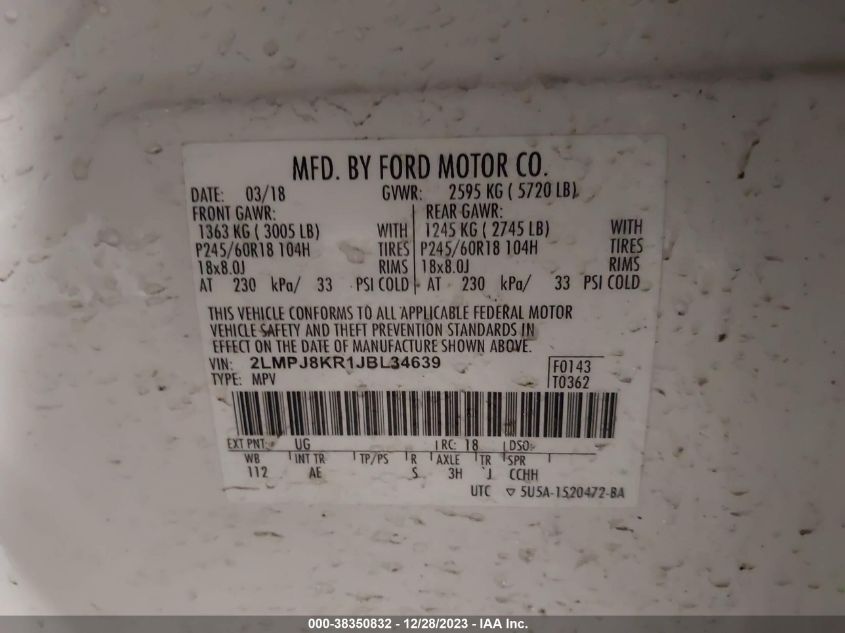 MFD. BY FORD MOTOR CO.
DATE: 03/18 GVWR: 2595 KG ( 5720 LB)
FRONT GAWR: REAR GAWR:
1363 KG ( 3005 LB) WITH 1245 KG ( 2745 LB) WITH
P245/60R18 104H TIRES P245/60R18 104H TIRES
18x8.0J RIMS 18x8.0J RIMS
AT 230 kPa/ 33 PSI COLD AT 230 kPa/ 33 PSI COLD
THIS VEHICLE CONFORMS TO ALL APPLICABLE FEDERAL MOTOR
VEHICLE SAFETY AND THEFT PREVENTION STANDARDS IN
EFFECT ON THE DATE OF MANUFACTURE SHOWN ABOVE.
VIN: 2LMPJ8KR1JBL34639 F0143
TYPE: MPV T0362
EXT PNT: UG RC: 18 DSO:
WB INT TR TP/PS R AXLE TR SPR
112 AE S 3H J CCHH
UTC ▽ 5U5A-1520472-BA
000-38350832 - 12/28/2023 - IAA Inc.